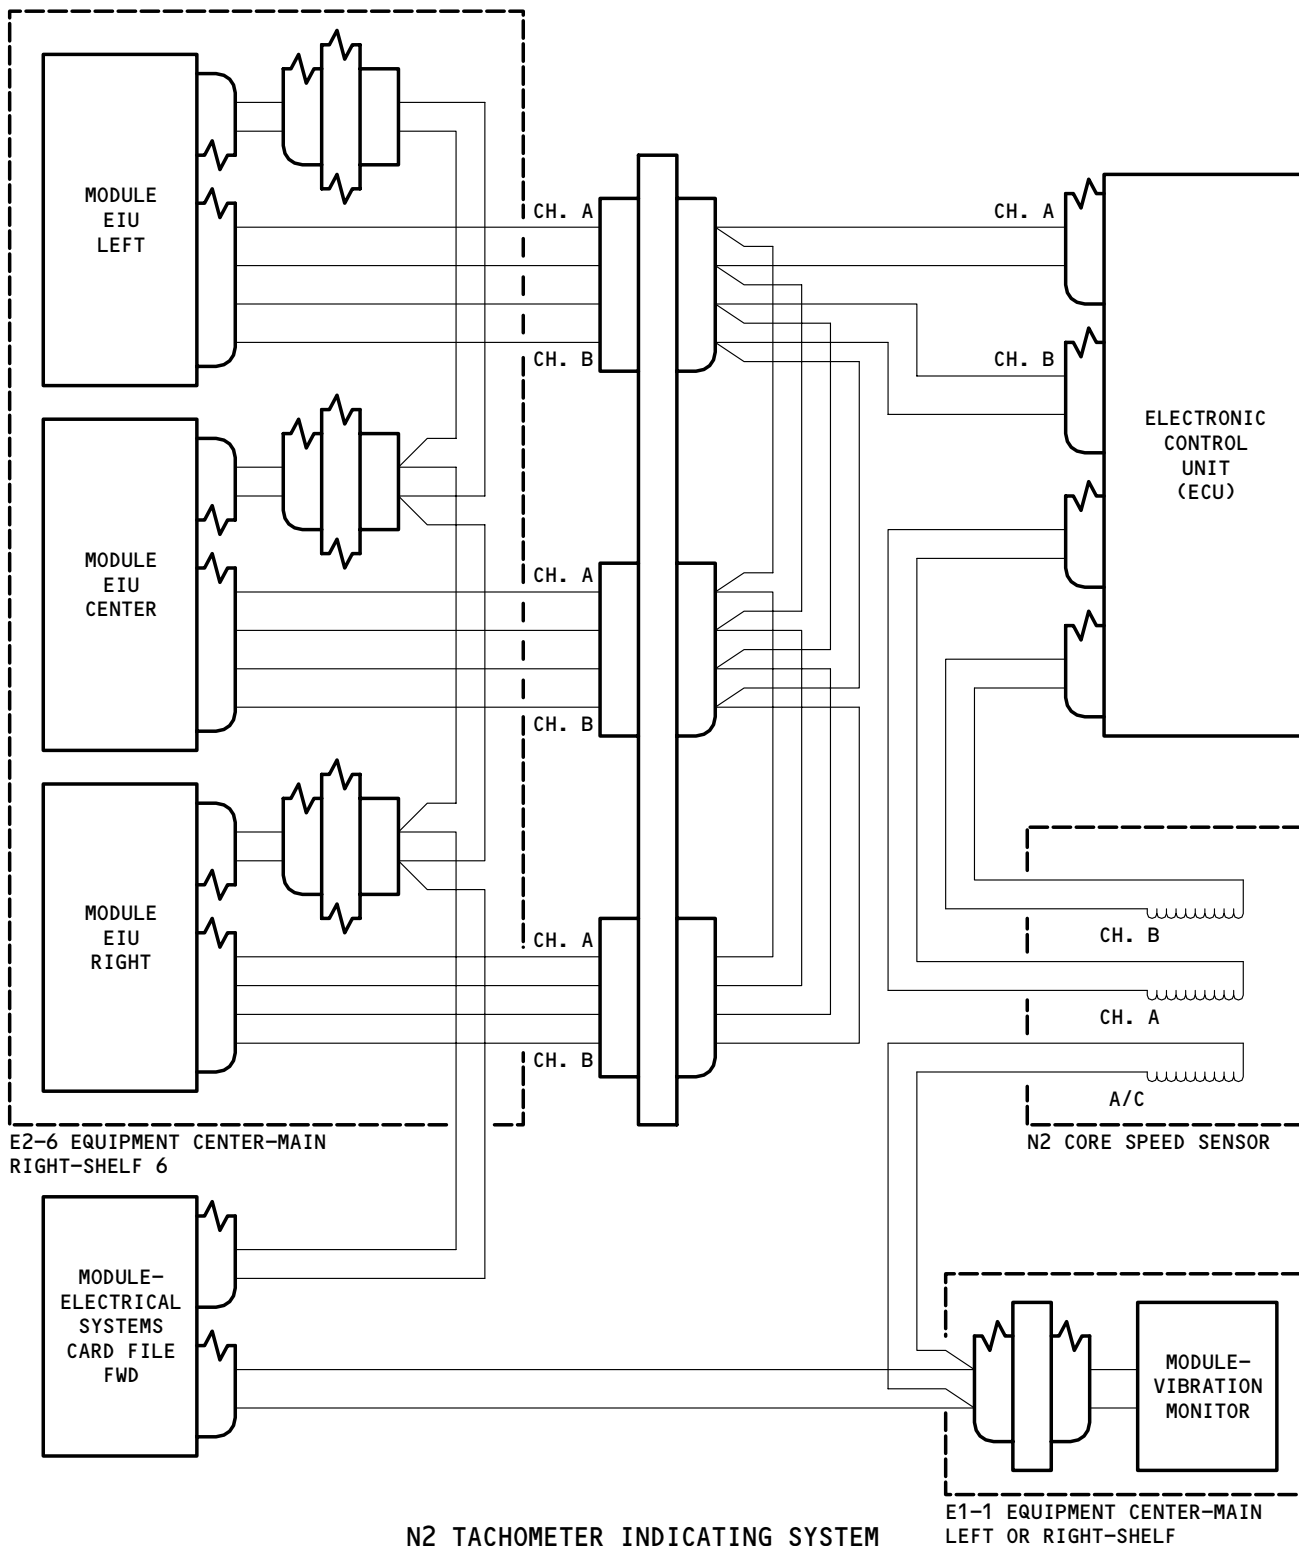 MODULE
EIU
LEFT
CH. A
CH. B
CH. A
CH. B
ELECTRONIC
CONTROL
UNIT
(ECU)
MODULE
EIU
CENTER
CH. A
CH. B
MODULE
EIU
RIGHT
CH. A
CH. B
CH. B
CH. A
A/C
E2-6 EQUIPMENT CENTER-MAIN
RIGHT-SHELF 6
N2 CORE SPEED SENSOR
MODULE-
ELECTRICAL
SYSTEMS
CARD FILE
FWD
MODULE-
VIBRATION
MONITOR
E1-1 EQUIPMENT CENTER-MAIN
LEFT OR RIGHT-SHELF
N2 TACHOMETER INDICATING SYSTEM